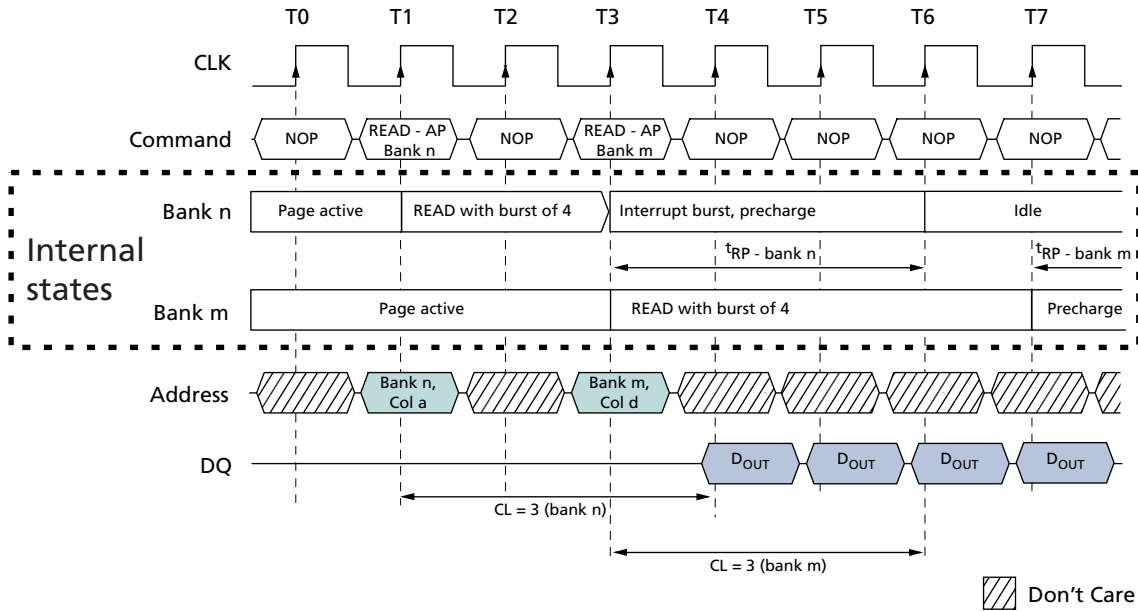 T0 T1 T2 T3 T4 T5 T6 T7
CLK
Command NOP READ - AP Bank n NOP READ - AP Bank m NOP NOP NOP NOP
Bank n Page active READ with burst of 4 Interrupt burst, precharge Idle
Internal states
tRP - bank n tRP - bank m
Bank m Page active READ with burst of 4 Precharge
Address Bank n, Col a Bank m, Col d
DQ DOUT DOUT DOUT DOUT
CL = 3 (bank n)
CL = 3 (bank m)
Don't Care